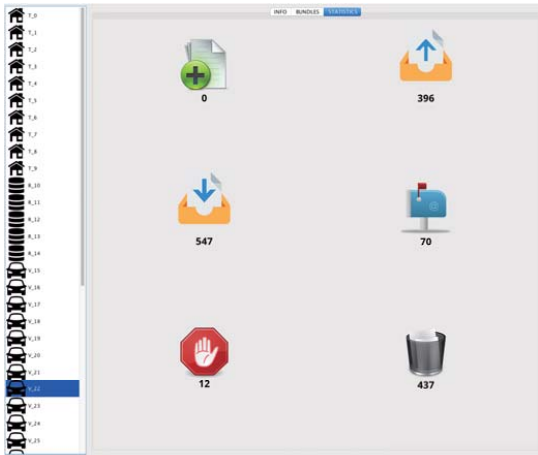 INFO BUNDLES STATISTICS
T_0
T_1
T_2
T_3
T_4
T_5
T_6
T_7
T_8
T_9
R_10
R_11
R_12
R_13
R_14
V_15
V_16
V_17
V_18
V_19
V_20
V_21
V_22
V_23
V_24
V_25
0
396
547
70
12
437